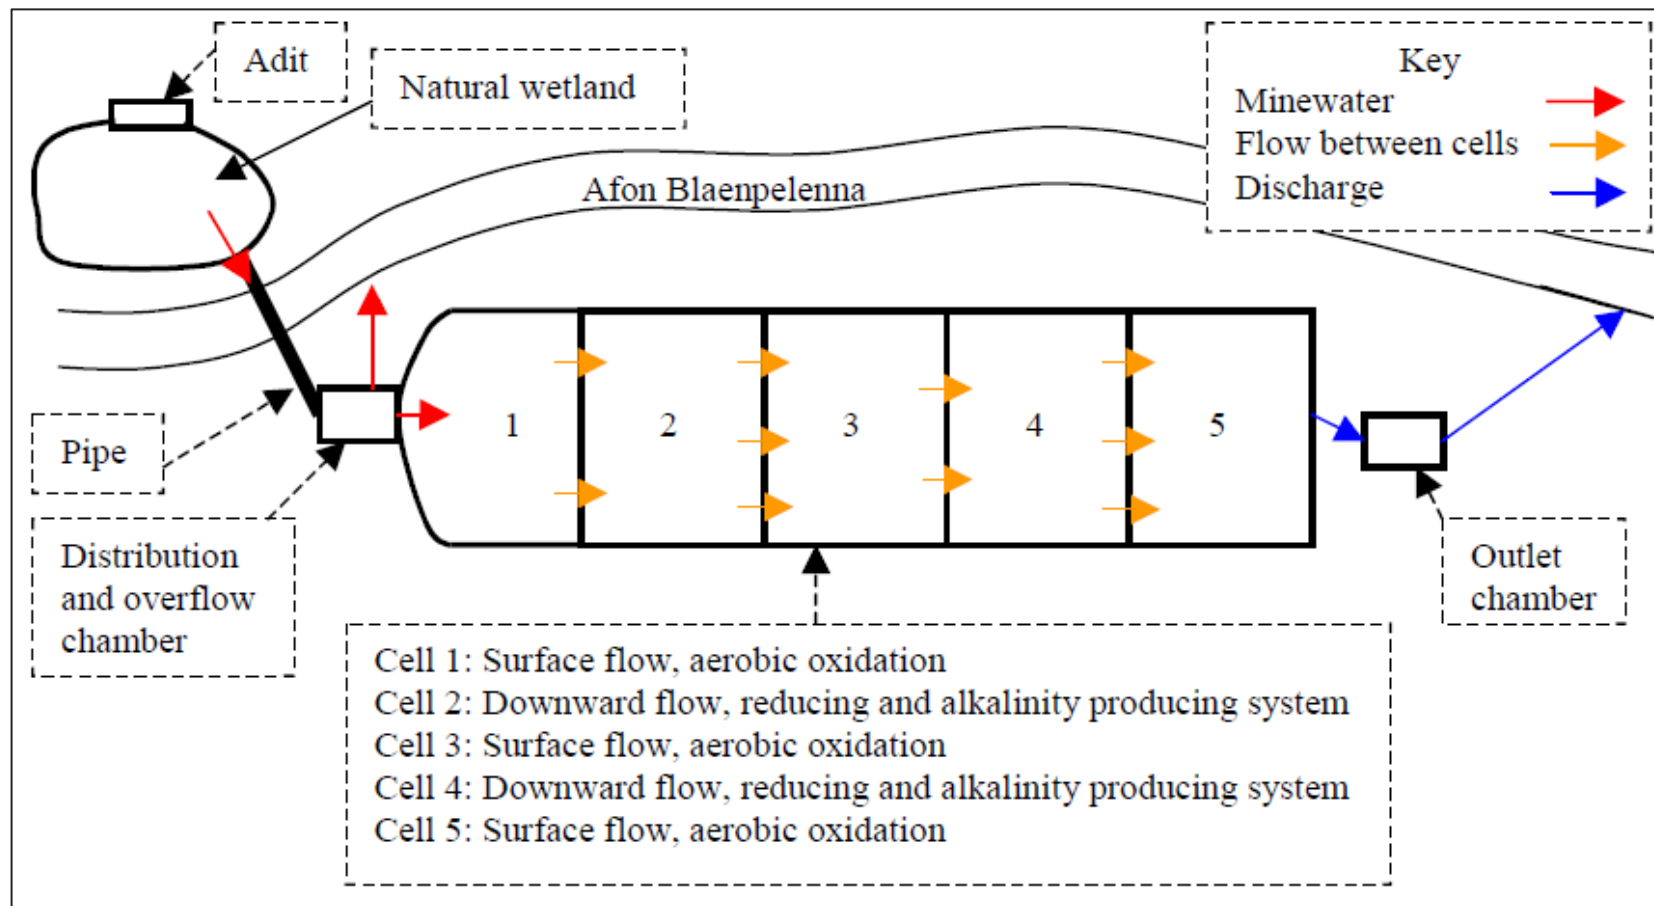 Adit
Natural wetland
Key
Minewater
Flow between cells
Discharge
Afon Blaenpelenna
1
2
3
4
5
Pipe
Distribution
and overflow
chamber
Outlet
chamber
Cell 1: Surface flow, aerobic oxidation
Cell 2: Downward flow, reducing and alkalinity producing system
Cell 3: Surface flow, aerobic oxidation
Cell 4: Downward flow, reducing and alkalinity producing system
Cell 5: Surface flow, aerobic oxidation